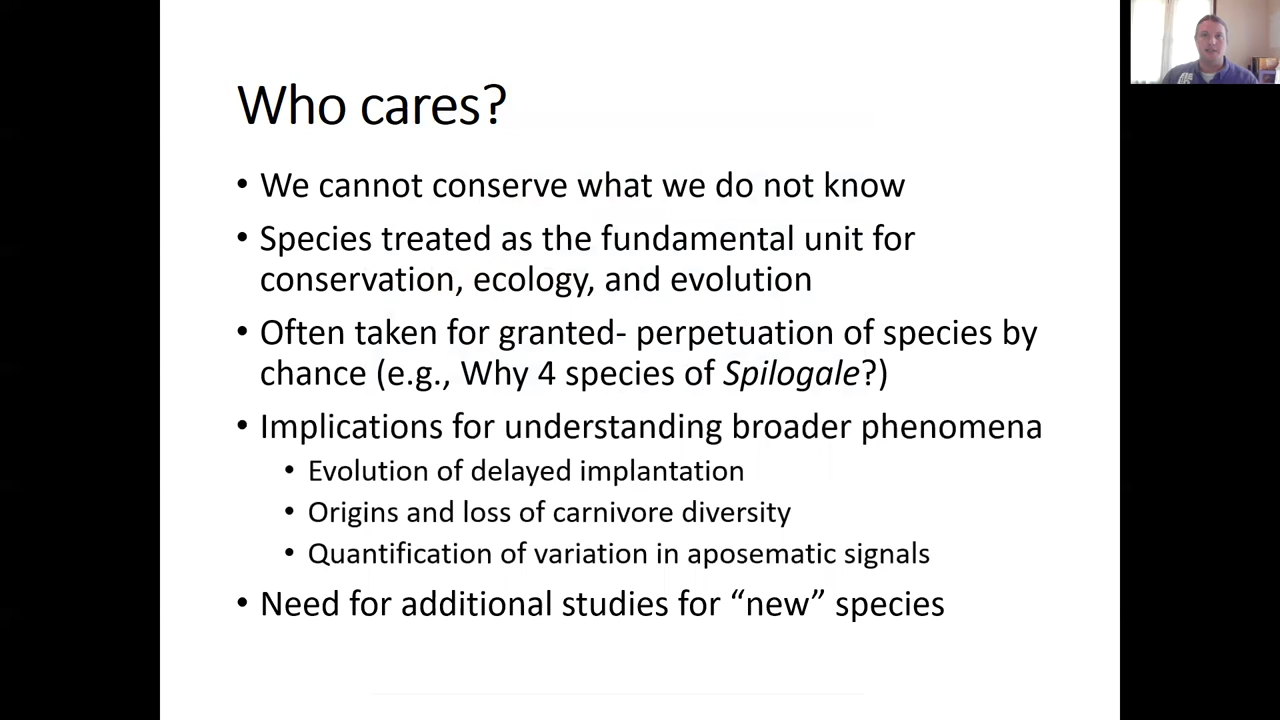 Who cares?
• We cannot conserve what we do not know
• Species treated as the fundamental unit for
conservation, ecology, and evolution
• Often taken for granted- perpetuation of species by
chance (e.g., Why 4 species of Spilogale?)
• Implications for understanding broader phenomena
• Evolution of delayed implantation
• Origins and loss of carnivore diversity
• Quantification of variation in aposematic signals
• Need for additional studies for “new” species